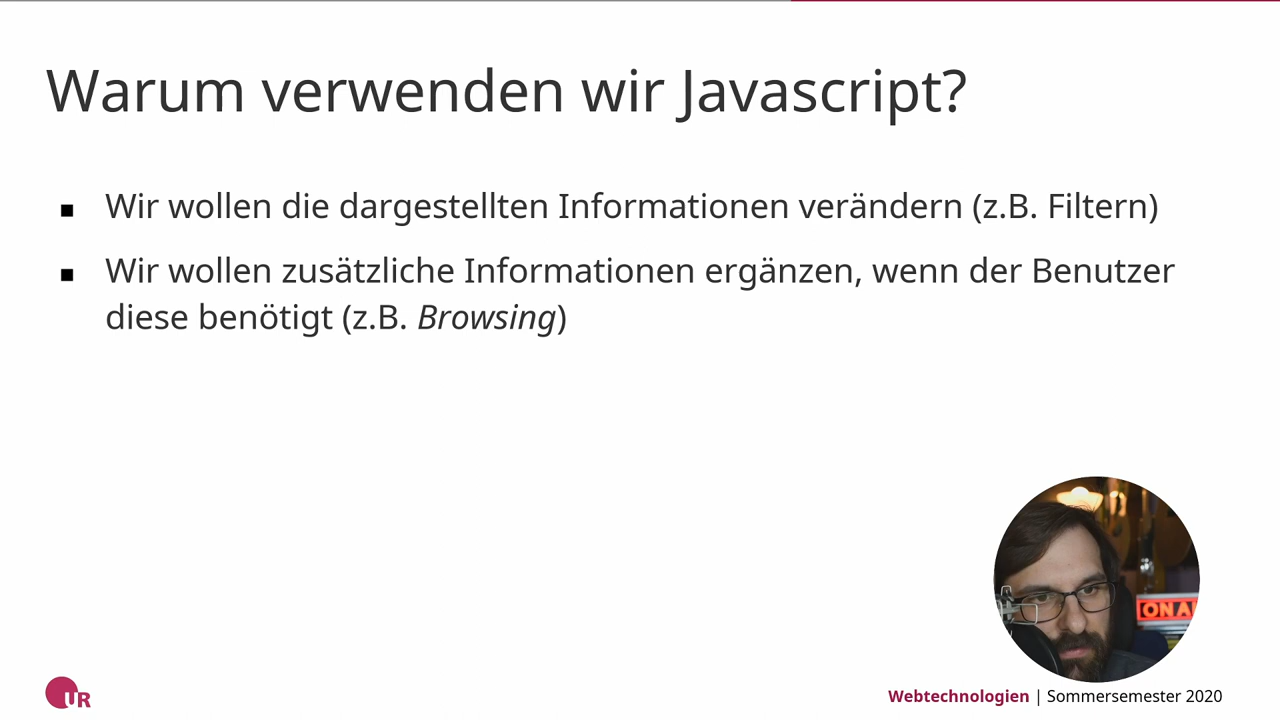 Warum verwenden wir Javascript?
Wir wollen die dargestellten Informationen verändern (z.B. Filtern)
Wir wollen zusätzliche Informationen ergänzen, wenn der Benutzer
diese benötigt (z.B. Browsing)
ON A
UR
Webtechnologien | Sommersemester 2020